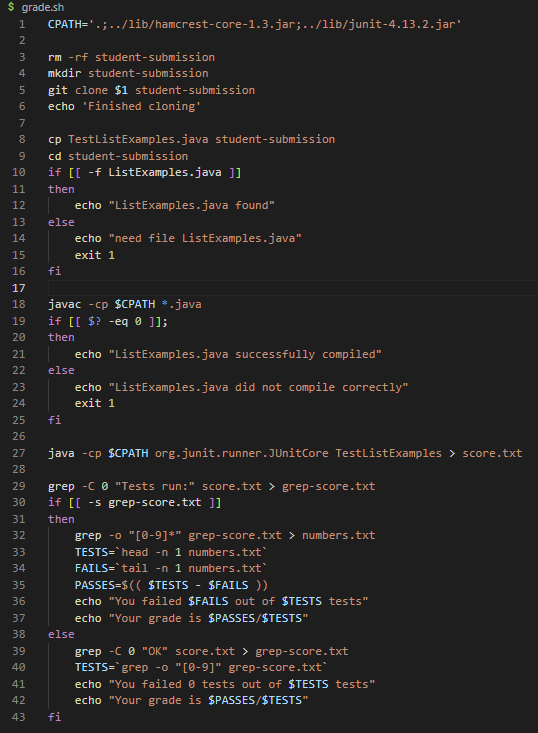 $ grade.sh
1 CPATH='.;../lib/hamcrest-core-1.3.jar;../lib/junit-4.13.2.jar'
2
3 rm -rf student-submission
4 mkdir student-submission
5 git clone $1 student-submission
6 echo 'Finished cloning'
7
8 cp TestListExamples.java student-submission
9 cd student-submission
10 if [[ -f ListExamples.java ]]
11 then
12     echo "ListExamples.java found"
13 else
14     echo "need file ListExamples.java"
15     exit 1
16 fi
17
18 javac -cp $CPATH *.java
19 if [[ $? -eq 0 ]];
20 then
21     echo "ListExamples.java successfully compiled"
22 else
23     echo "ListExamples.java did not compile correctly"
24     exit 1
25 fi
26
27 java -cp $CPATH org.junit.runner.JUnitCore TestListExamples > score.txt
28
29 grep -C 0 "Tests run:" score.txt > grep-score.txt
30 if [[ -s grep-score.txt ]]
31 then
32     grep -o "[0-9]*" grep-score.txt > numbers.txt
33     TESTS=`head -n 1 numbers.txt`
34     FAILS=`tail -n 1 numbers.txt`
35     PASSES=$(( $TESTS - $FAILS ))
36     echo "You failed $FAILS out of $TESTS tests"
37     echo "Your grade is $PASSES/$TESTS"
38 else
39     grep -C 0 "OK" score.txt > grep-score.txt
40     TESTS=`grep -o "[0-9]" grep-score.txt`
41     echo "You failed 0 tests out of $TESTS tests"
42     echo "Your grade is $PASSES/$TESTS"
43 fi